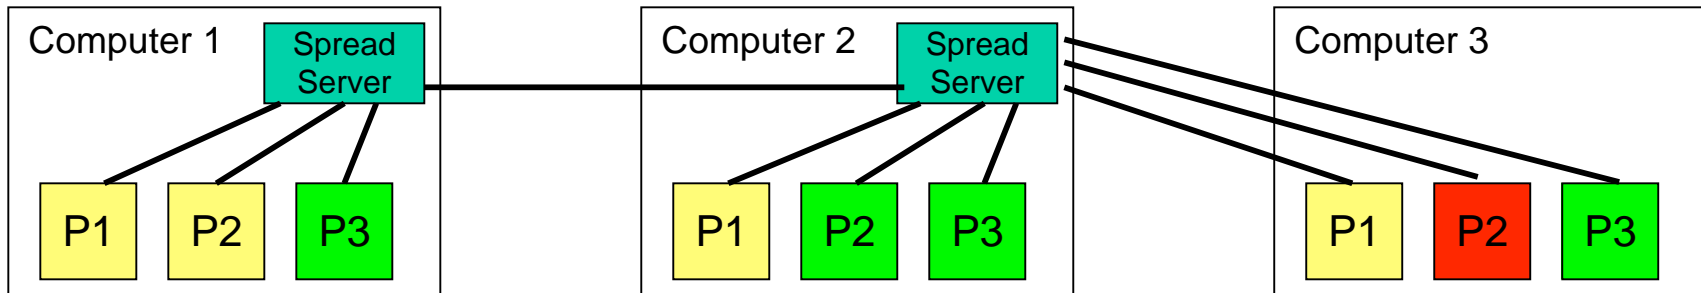 Computer 1
Spread
Server
P1
P2
P3
Computer 2
Spread
Server
P1
P2
P3
Computer 3
P1
P2
P3